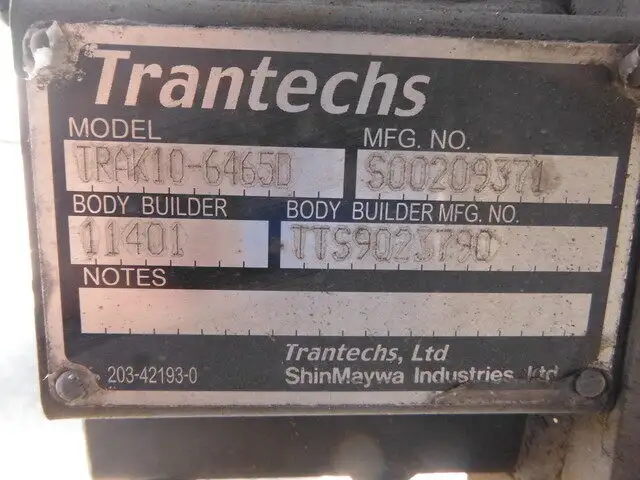 Trantechs
MODEL MFG. NO.
TRAK10-6465D S00209371
BODY BUILDER BODY BUILDER MFG. NO.
11401 TTS9023790
NOTES
Trantechs, Ltd
203-42193-0 ShinMaywa Industries, Ltd